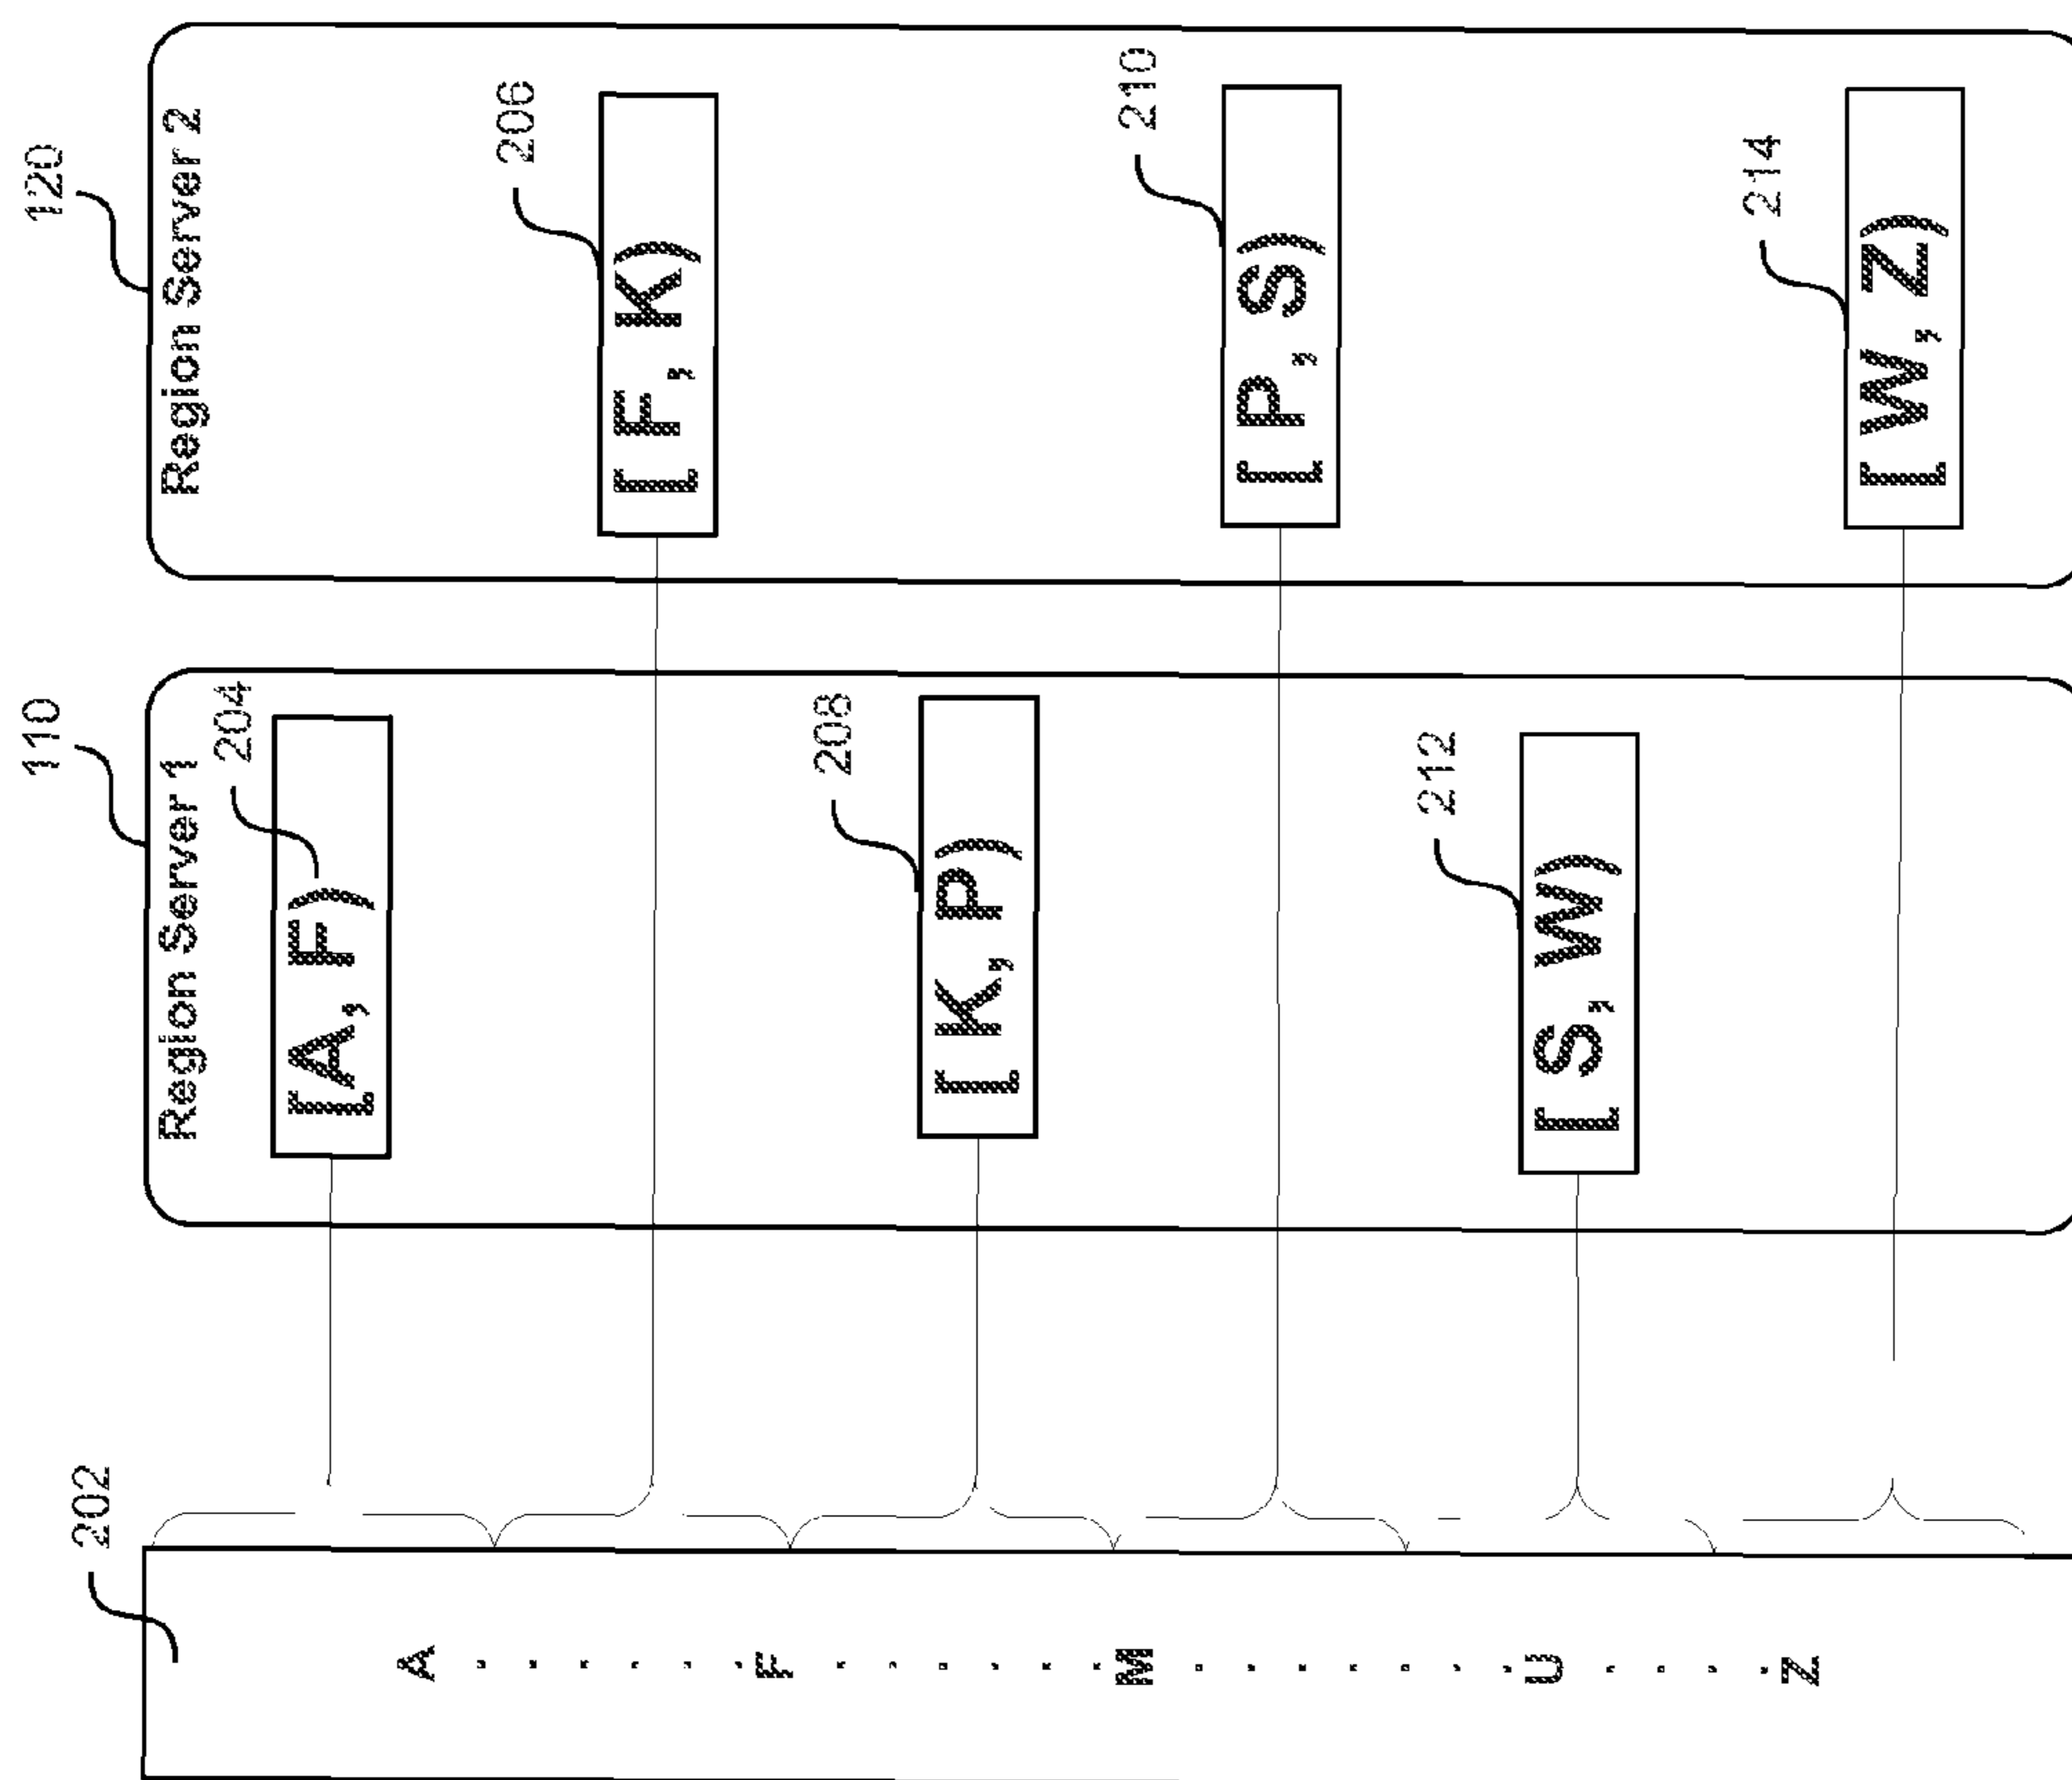 202
A
F
M
U
Z
110
Region Server 1
204
[A, F)
208
[ K, P)
212
[ S, W)
120
Region Server 2
206
[ F, K)
210
[ P, S)
214
[ W, Z)